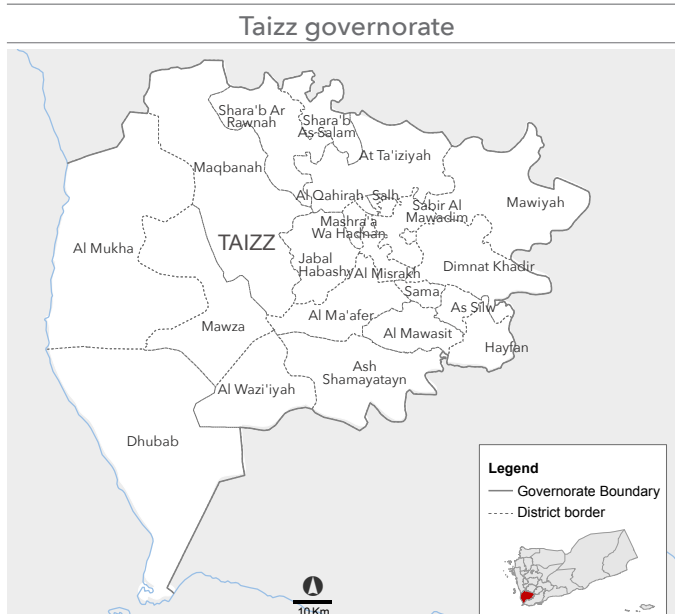 Taizz governorate
Shara'b Ar
Rawnah
Shara'b
As-Salam
At Ta'iziyah
Maqbanah
Al Qahirah
Salh
Sabir Al
Mawadim
Mawiyah
Mashra'a
Wa Hadnan
Al Mukha
TAIZZ
Jabal
Habashy
Al Misrakh
Dimnat Khadir
Sama
As Silw
Al Ma'afer
Mawza
Al Mawasit
Hayfan
Ash
Shamayatayn
Al Wazi'iyah
Dhubab
Legend
Governorate Boundary
District border
10 Km